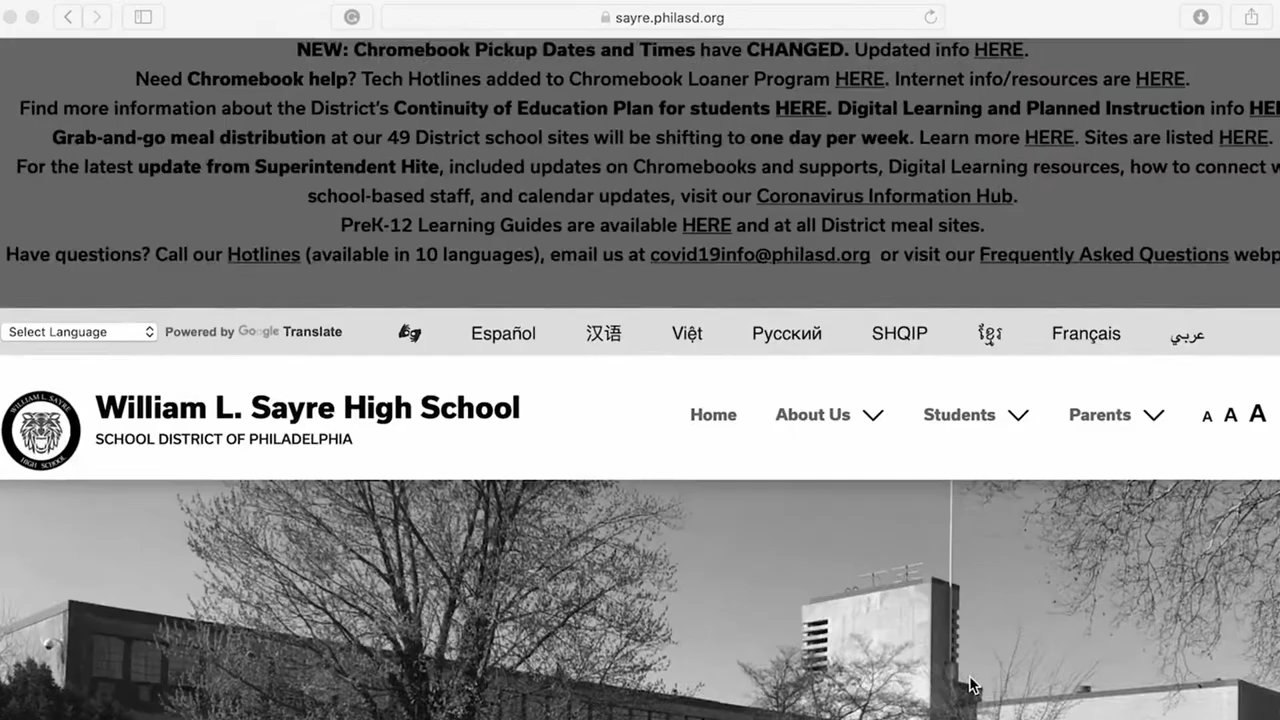 sayre.philasd.org
NEW: Chromebook Pickup Dates and Times have CHANGED. Updated info HERE.
Need Chromebook help? Tech Hotlines added to Chromebook Loaner Program HERE. Internet info/resources are HERE.
Find more information about the District's Continuity of Education Plan for students HERE. Digital Learning and Planned Instruction info
Grab-and-go meal distribution at our 49 District school sites will be shifting to one day per week. Learn more HERE. Sites are listed HERE.
For the latest update from Superintendent Hite, included updates on Chromebooks and supports, Digital Learning resources, how to connect
school-based staff, and calendar updates, visit our Coronavirus Information Hub.
PreK-12 Learning Guides are available HERE and at all District meal sites.
Have questions? Call our Hotlines (available in 10 languages), email us at covid19info@philasd.org or visit our Frequently Asked Questions
Select Language Powered by Google Translate Español 汉语 Việt Русский SHQIP ខ្មែរ Français عربي
William L. Sayre High School
SCHOOL DISTRICT OF PHILADELPHIA
WILLIAM L. SAYRE
HIGH SCHOOL
Home About Us Students Parents A A A